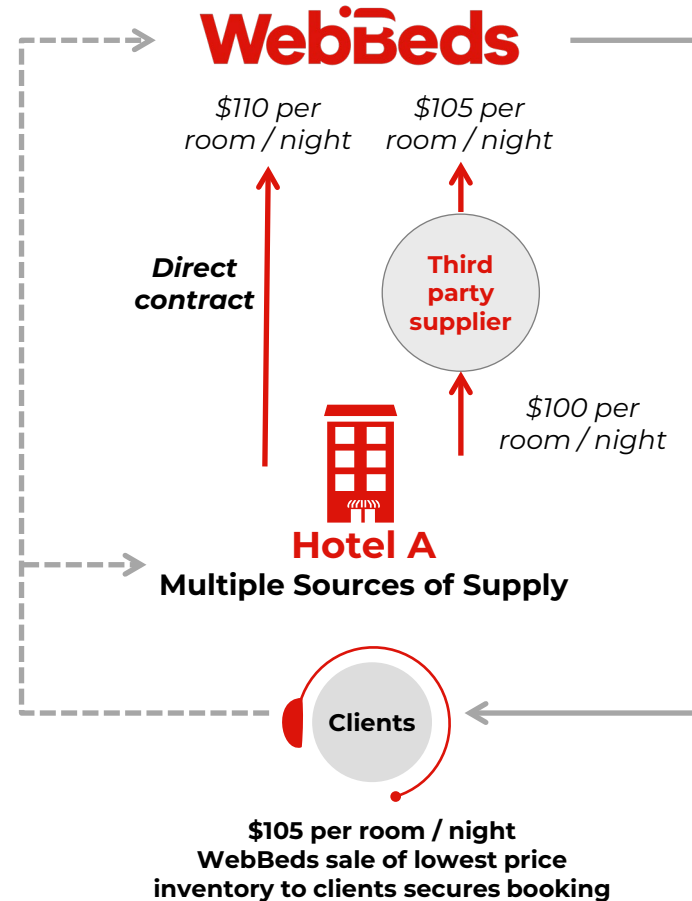 WebBeds
$110 per
room / night
$105 per
room / night
Direct
contract
Third
party
supplier
$100 per
room / night
Hotel A
Multiple Sources of Supply
Clients
$105 per room / night
WebBeds sale of lowest price
inventory to clients secures booking